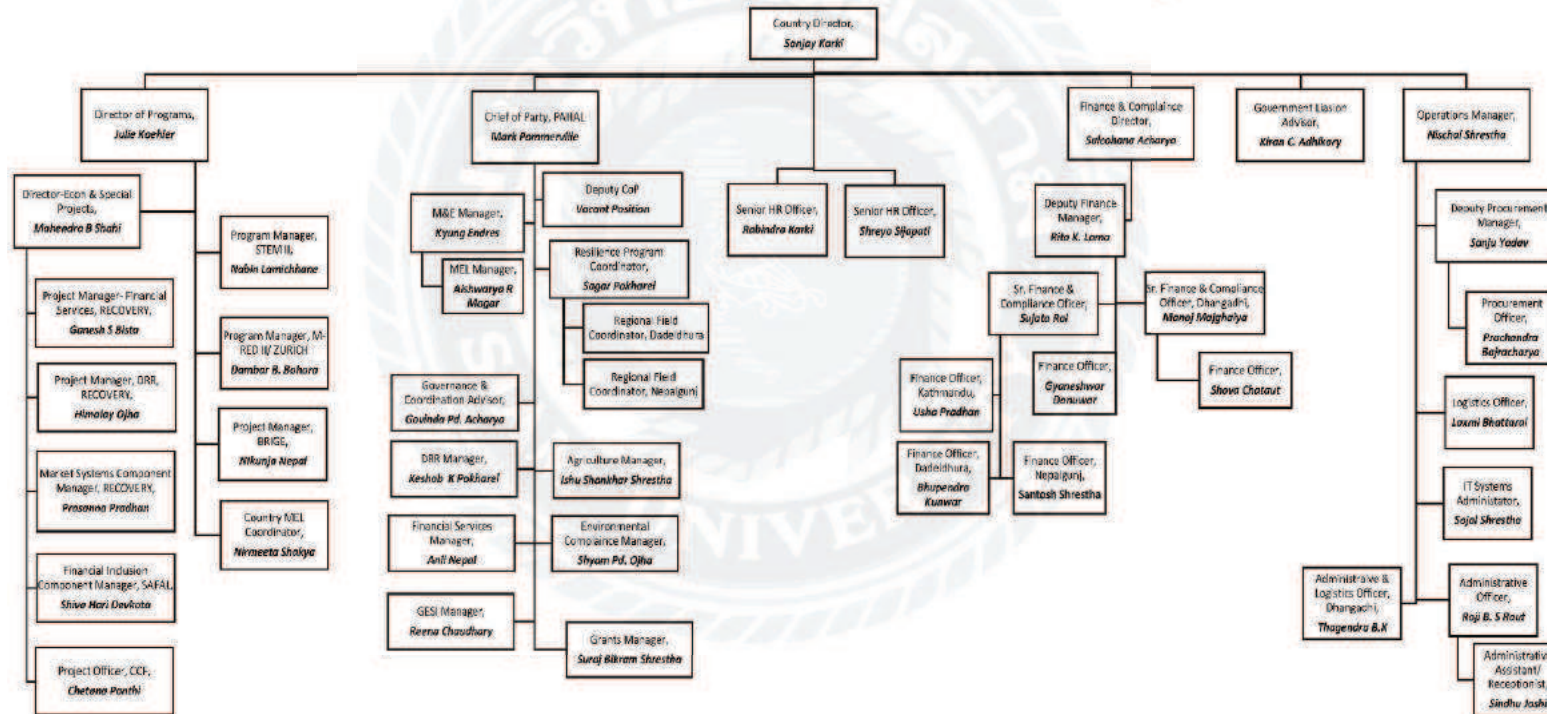 Country Director,
Sanjay Karki
Director of Programs,
Julie Koehler
Chief of Party, PAHAL
Mark Pommerville
Finance & Complaince
Director,
Sulcohana Acharya
Government Liasion
Advisor,
Kiran C. Adhikary
Operations Manager,
Nischal Shrestha
Director-Econ & Special
Projects,
Mahendra B Shahi
Program Manager,
STEM II,
Nabin Lamichhane
Project Manager- Financial
Services, RECOVERY,
Ganesh S Bista
Program Manager, M-
RED II/ ZURICH
Dambar B. Bohara
Project Manager, DRR,
RECOVERY,
Himalay Ojha
Project Manager,
BRIGE,
Nikunja Nepal
Market Systems Component
Manager, RECOVERY,
Prasanna Pradhan
Country MEL
Coordinator,
Nirmeeta Shakya
Financial Inclusion
Component Manager, SAFAL
Shiva Hari Devkota
Project Officer, CCF,
Chetana Panthi
M&E Manager,
Kyung Endres
Deputy CoP
Vacant Position
MEL Manager,
Aishwarya R
Magar
Resilience Program
Coordinator,
Sagar Pokharel
Regional Field
Coordinator, Dadeldhura
Regional Field
Coordinator, Nepalgunj
Governance &
Coordination Advisor,
Govinda Pd. Acharya
DRR Manager,
Keshab K Pokharel
Agriculture Manager,
Ishu Shankhar Shrestha
Financial Services
Manager,
Anil Nepal
Environmental
Complaince Manager,
Shyam Pd. Ojha
GESI Manager,
Reena Chaudhary
Grants Manager,
Suraj Bikram Shrestha
Senior HR Officer,
Rabindra Karki
Senior HR Officer,
Shreya Sijapati
Deputy Finance
Manager,
Rita K. Lama
Sr. Finance &
Compliance Oficer,
Sujata Rai
Sr. Finance & Compliance
Officer, Dhangadhi,
Manoj Majghaiya
Finance Officer,
Kathmandu,
Usha Pradhan
Finance Officer,
Gyaneshwar
Danuwar
Finance Officer,
Shova Chataut
Finance Officer,
Dadeldhura,
Bhupendra
Kunwar
Finance Officer,
Nepalgunj,
Santosh Shrestha
Deputy Procurement
Manager,
Sanju Yadav
Procurement
Officer,
Prachandra
Bajracharya
Logistics Officer,
Laxmi Bhattarai
IT Systems
Administator,
Sajal Shrestha
Administraive &
Logistics Officer,
Dhangadhi,
Thagendra B.K
Administrative
Officer,
Raji B. S Raut
Administrative
Assistant/
Receptionist,
Sindhu Joshi